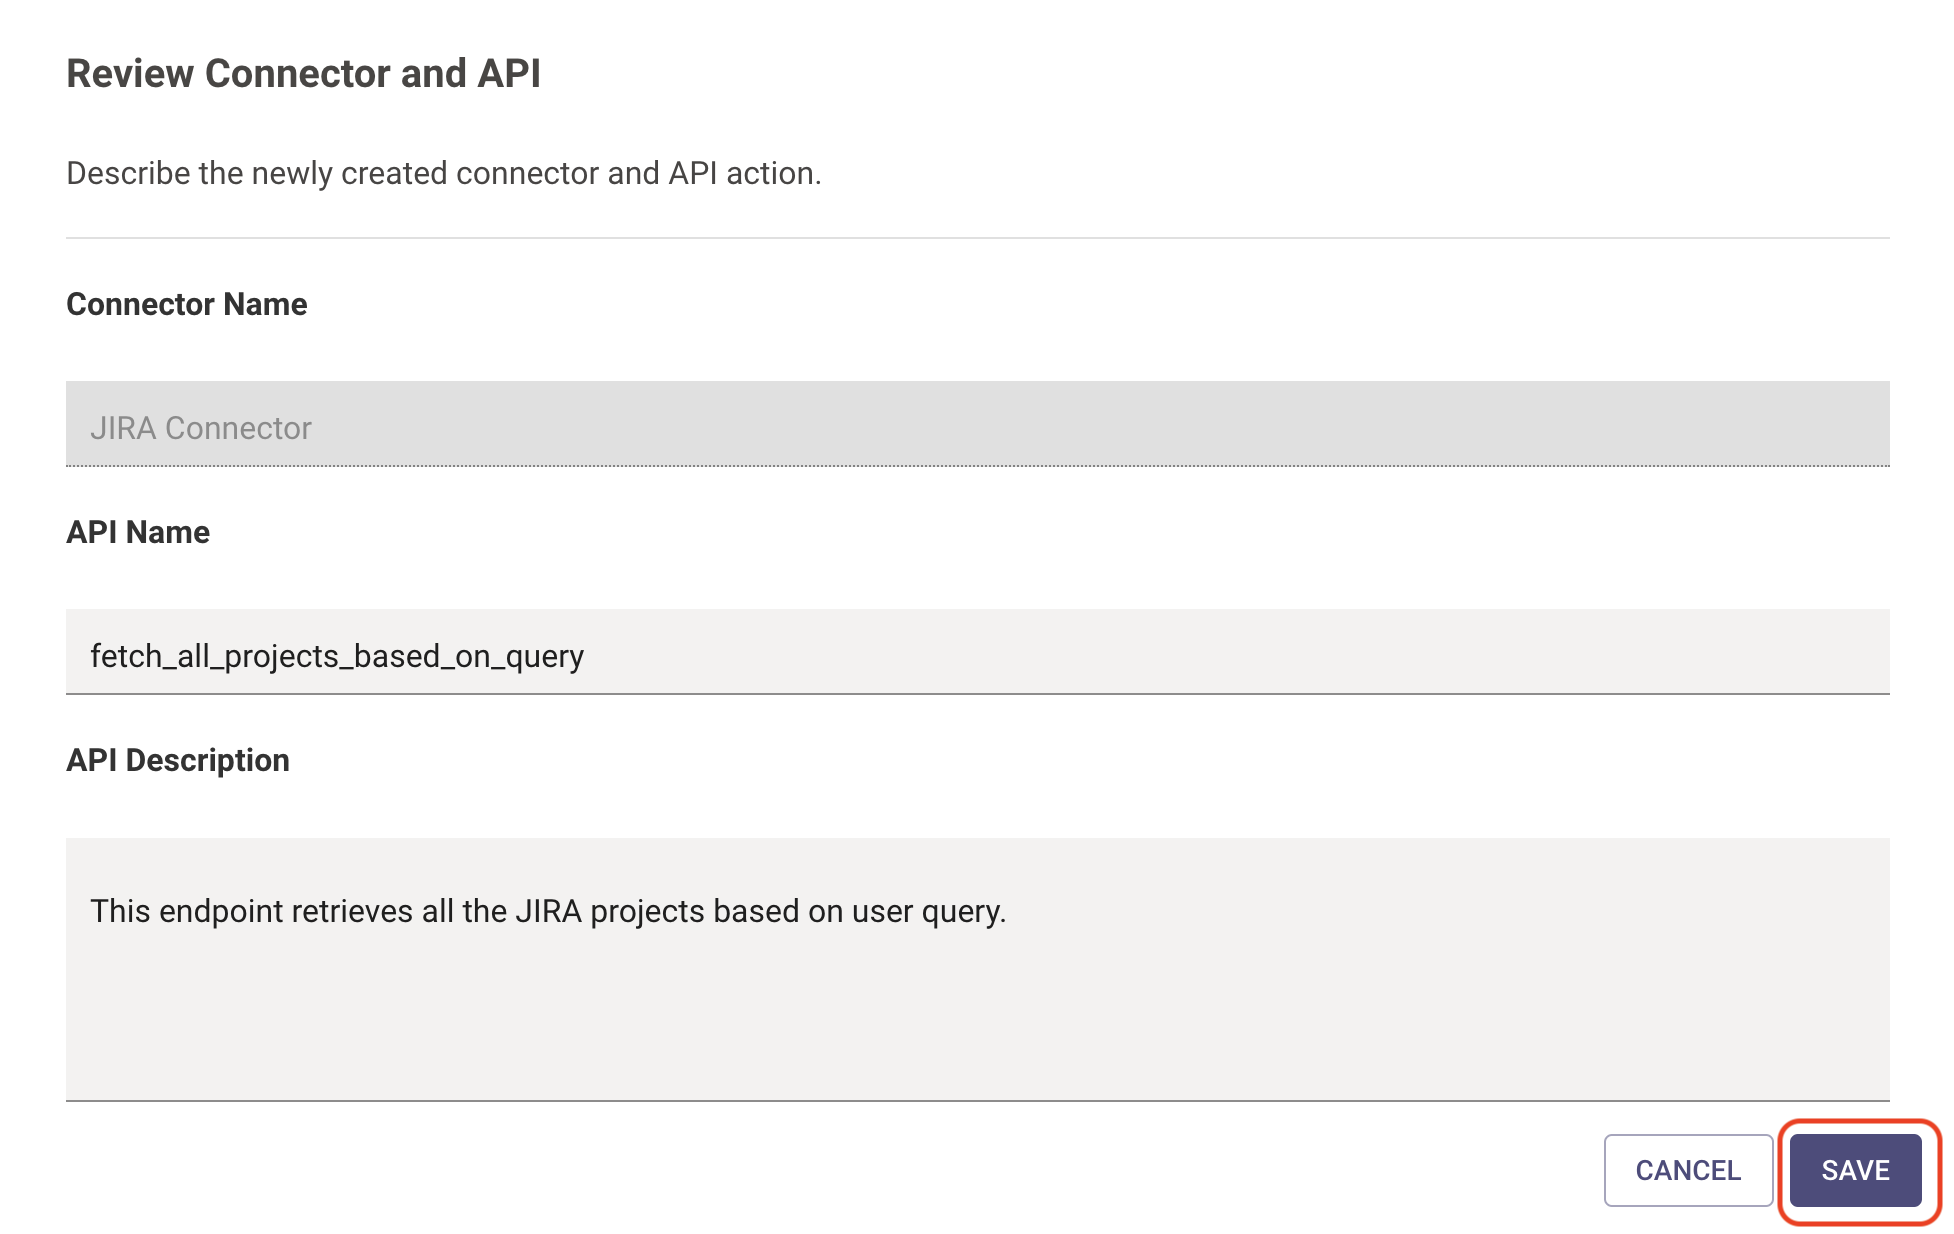 Review Connector and API
Describe the newly created connector and API action.
Connector Name
JIRA Connector
API Name
fetch_all_projects_based_on_query
API Description
This endpoint retrieves all the JIRA projects based on user query.
CANCEL
SAVE